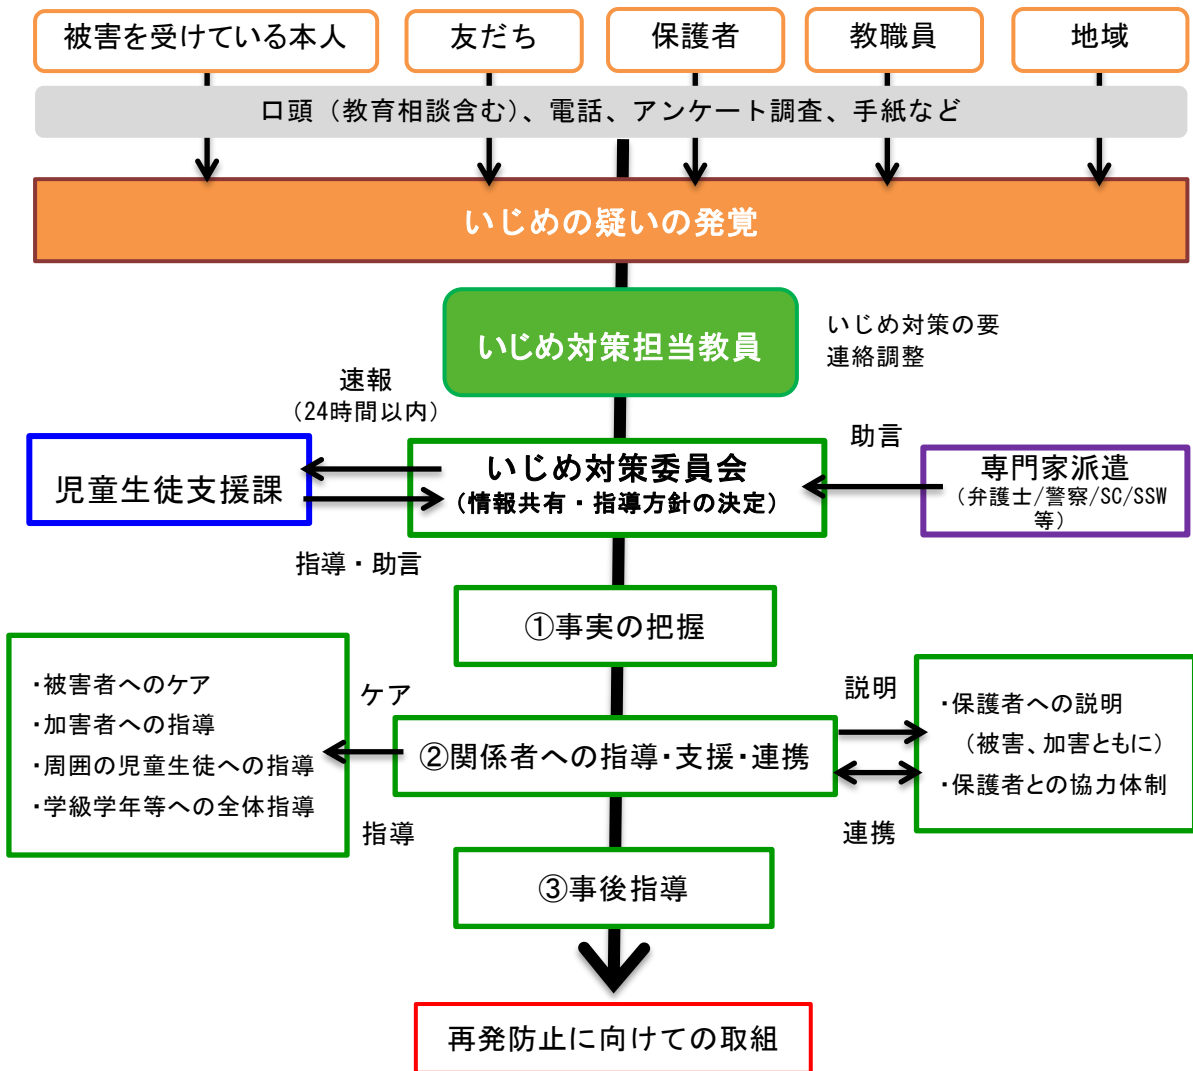 被害を受けている本人
友だち
保護者
教職員
地域
口頭（教育相談含む）、電話、アンケート調査、手紙など
いじめの疑いの発覚
いじめ対策担当教員
いじめ対策の要
連絡調整
速報
（24時間以内）
児童生徒支援課
いじめ対策委員会
（情報共有・指導方針の決定）
助言
専門家派遣
（弁護士/警察/SC/SSW
等）
指導・助言
①事実の把握
・被害者へのケア
・加害者への指導
・周囲の児童生徒への指導
・学級学年等への全体指導
ケア
指導
②関係者への指導・支援・連携
説明
連携
・保護者への説明
（被害、加害ともに）
・保護者との協力体制
③事後指導
再発防止に向けての取組